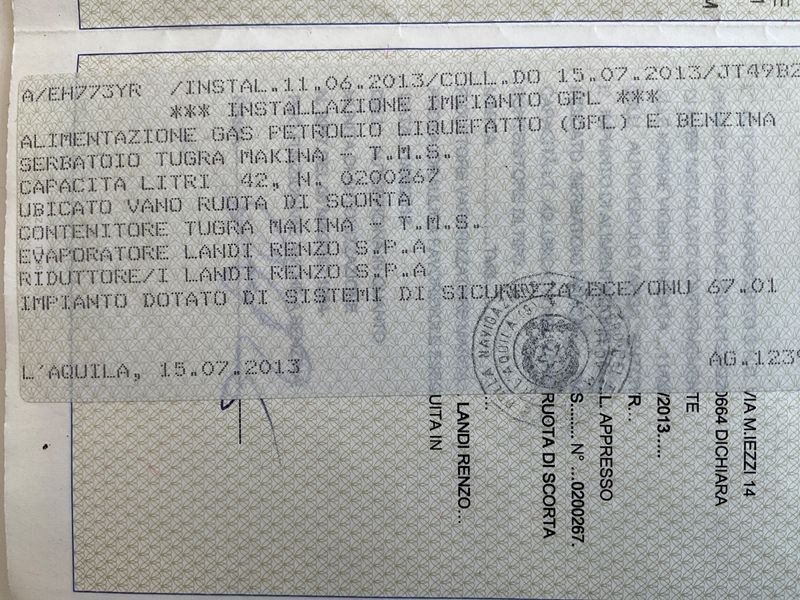 A/EH773YR /INSTAL.11.06.2013/COLL.DO 15.07.2013/JT49B2
*** INSTALLAZIONE IMPIANTO GPL ***
ALIMENTAZIONE GAS PETROLIO LIQUEFATTO (GPL) E BENZINA
SERBATOIO TUGRA MAKINA - T.M.S.
CAPACITA LITRI 42, N. 0200267
UBICATO VANO RUOTA DI SCORTA
CONTENITORE TUGRA MAKINA - T.M.S.
EVAPORATORE LANDI RENZO S.P.A
RIDUTTORE/I LANDI RENZO S.P.A
IMPIANTO DOTATO DI SISTEMI DI SICUREZZA ECE/ONU 67.01
L'AQUILA, 15.07.2013 AG.1239
VIA M.IEZZI 14
0664 DICHIARA
TE
/2013.....
R...
L. APPRESSO
S......... N° ...0200267.
RUOTA DI SCORTA
LANDI RENZO...
UITA IN